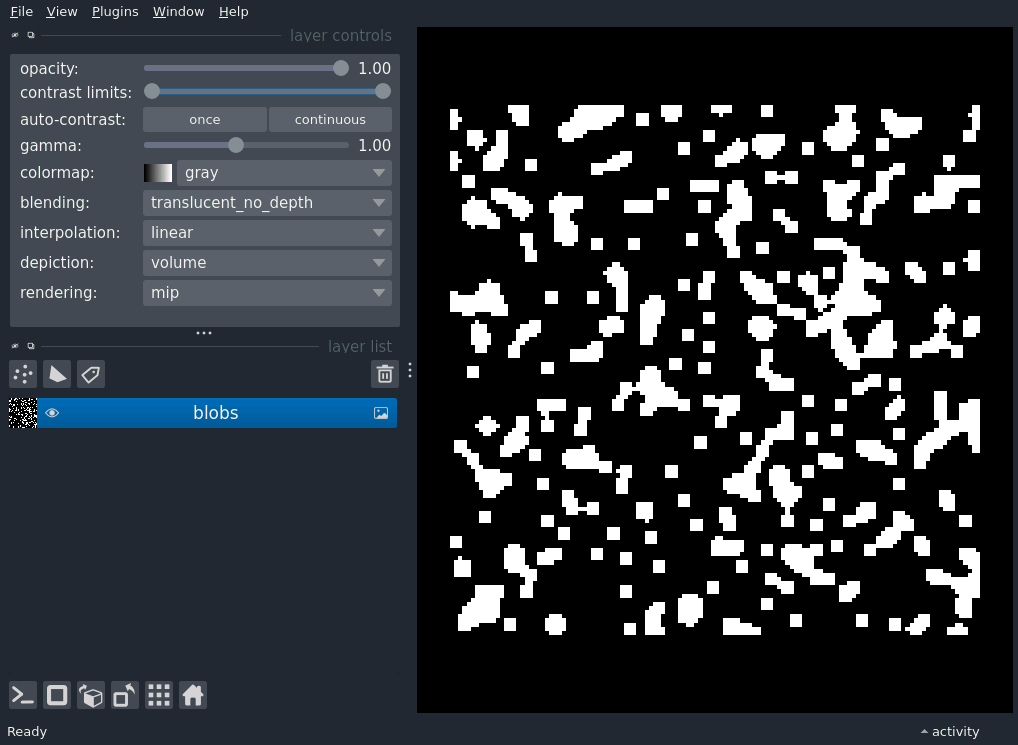 File View Plugins Window Help
layer controls
opacity: 1.00
contrast limits:
auto-contrast: once continuous
gamma: 1.00
colormap: gray
blending: translucent_no_depth
interpolation: linear
depiction: volume
rendering: mip
layer list
blobs
Ready activity